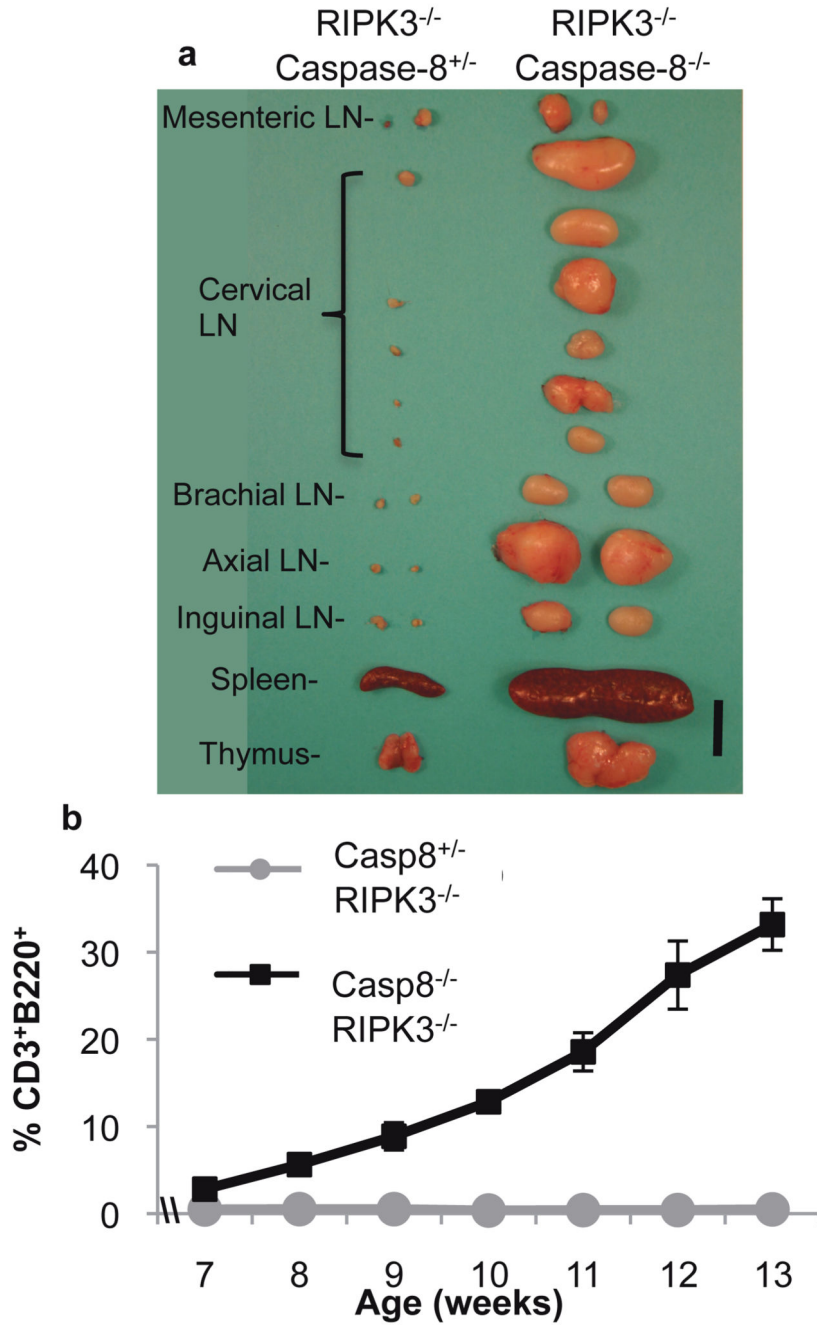 a
RIPK3-/-
Caspase-8+/-
RIPK3-/-
Caspase-8-/-
Mesenteric LN-
Cervical
LN
Brachial LN-
Axial LN-
Inguinal LN-
Spleen-
Thymus-
b
Casp8+/-
RIPK3-/-
Casp8-/-
RIPK3-/-
% CD3+B220+
40
30
20
10
0
7 8 9 10 11 12 13
Age (weeks)